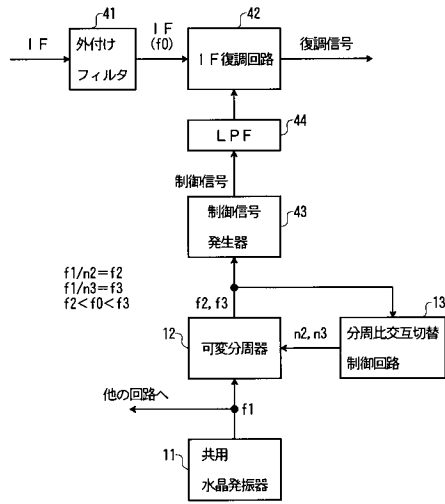 41
IF
外付け
フィルタ
IF
(f0)
42
IF復調回路
復調信号
LPF
44
制御信号
制御信号
発生器
43
f1/n2=f2
f1/n3=f3
f2<f0<f3
f2, f3
12
可変分周器
n2, n3
13
分周比交互切替
制御回路
他の回路へ
f1
11
共用
水晶発振器